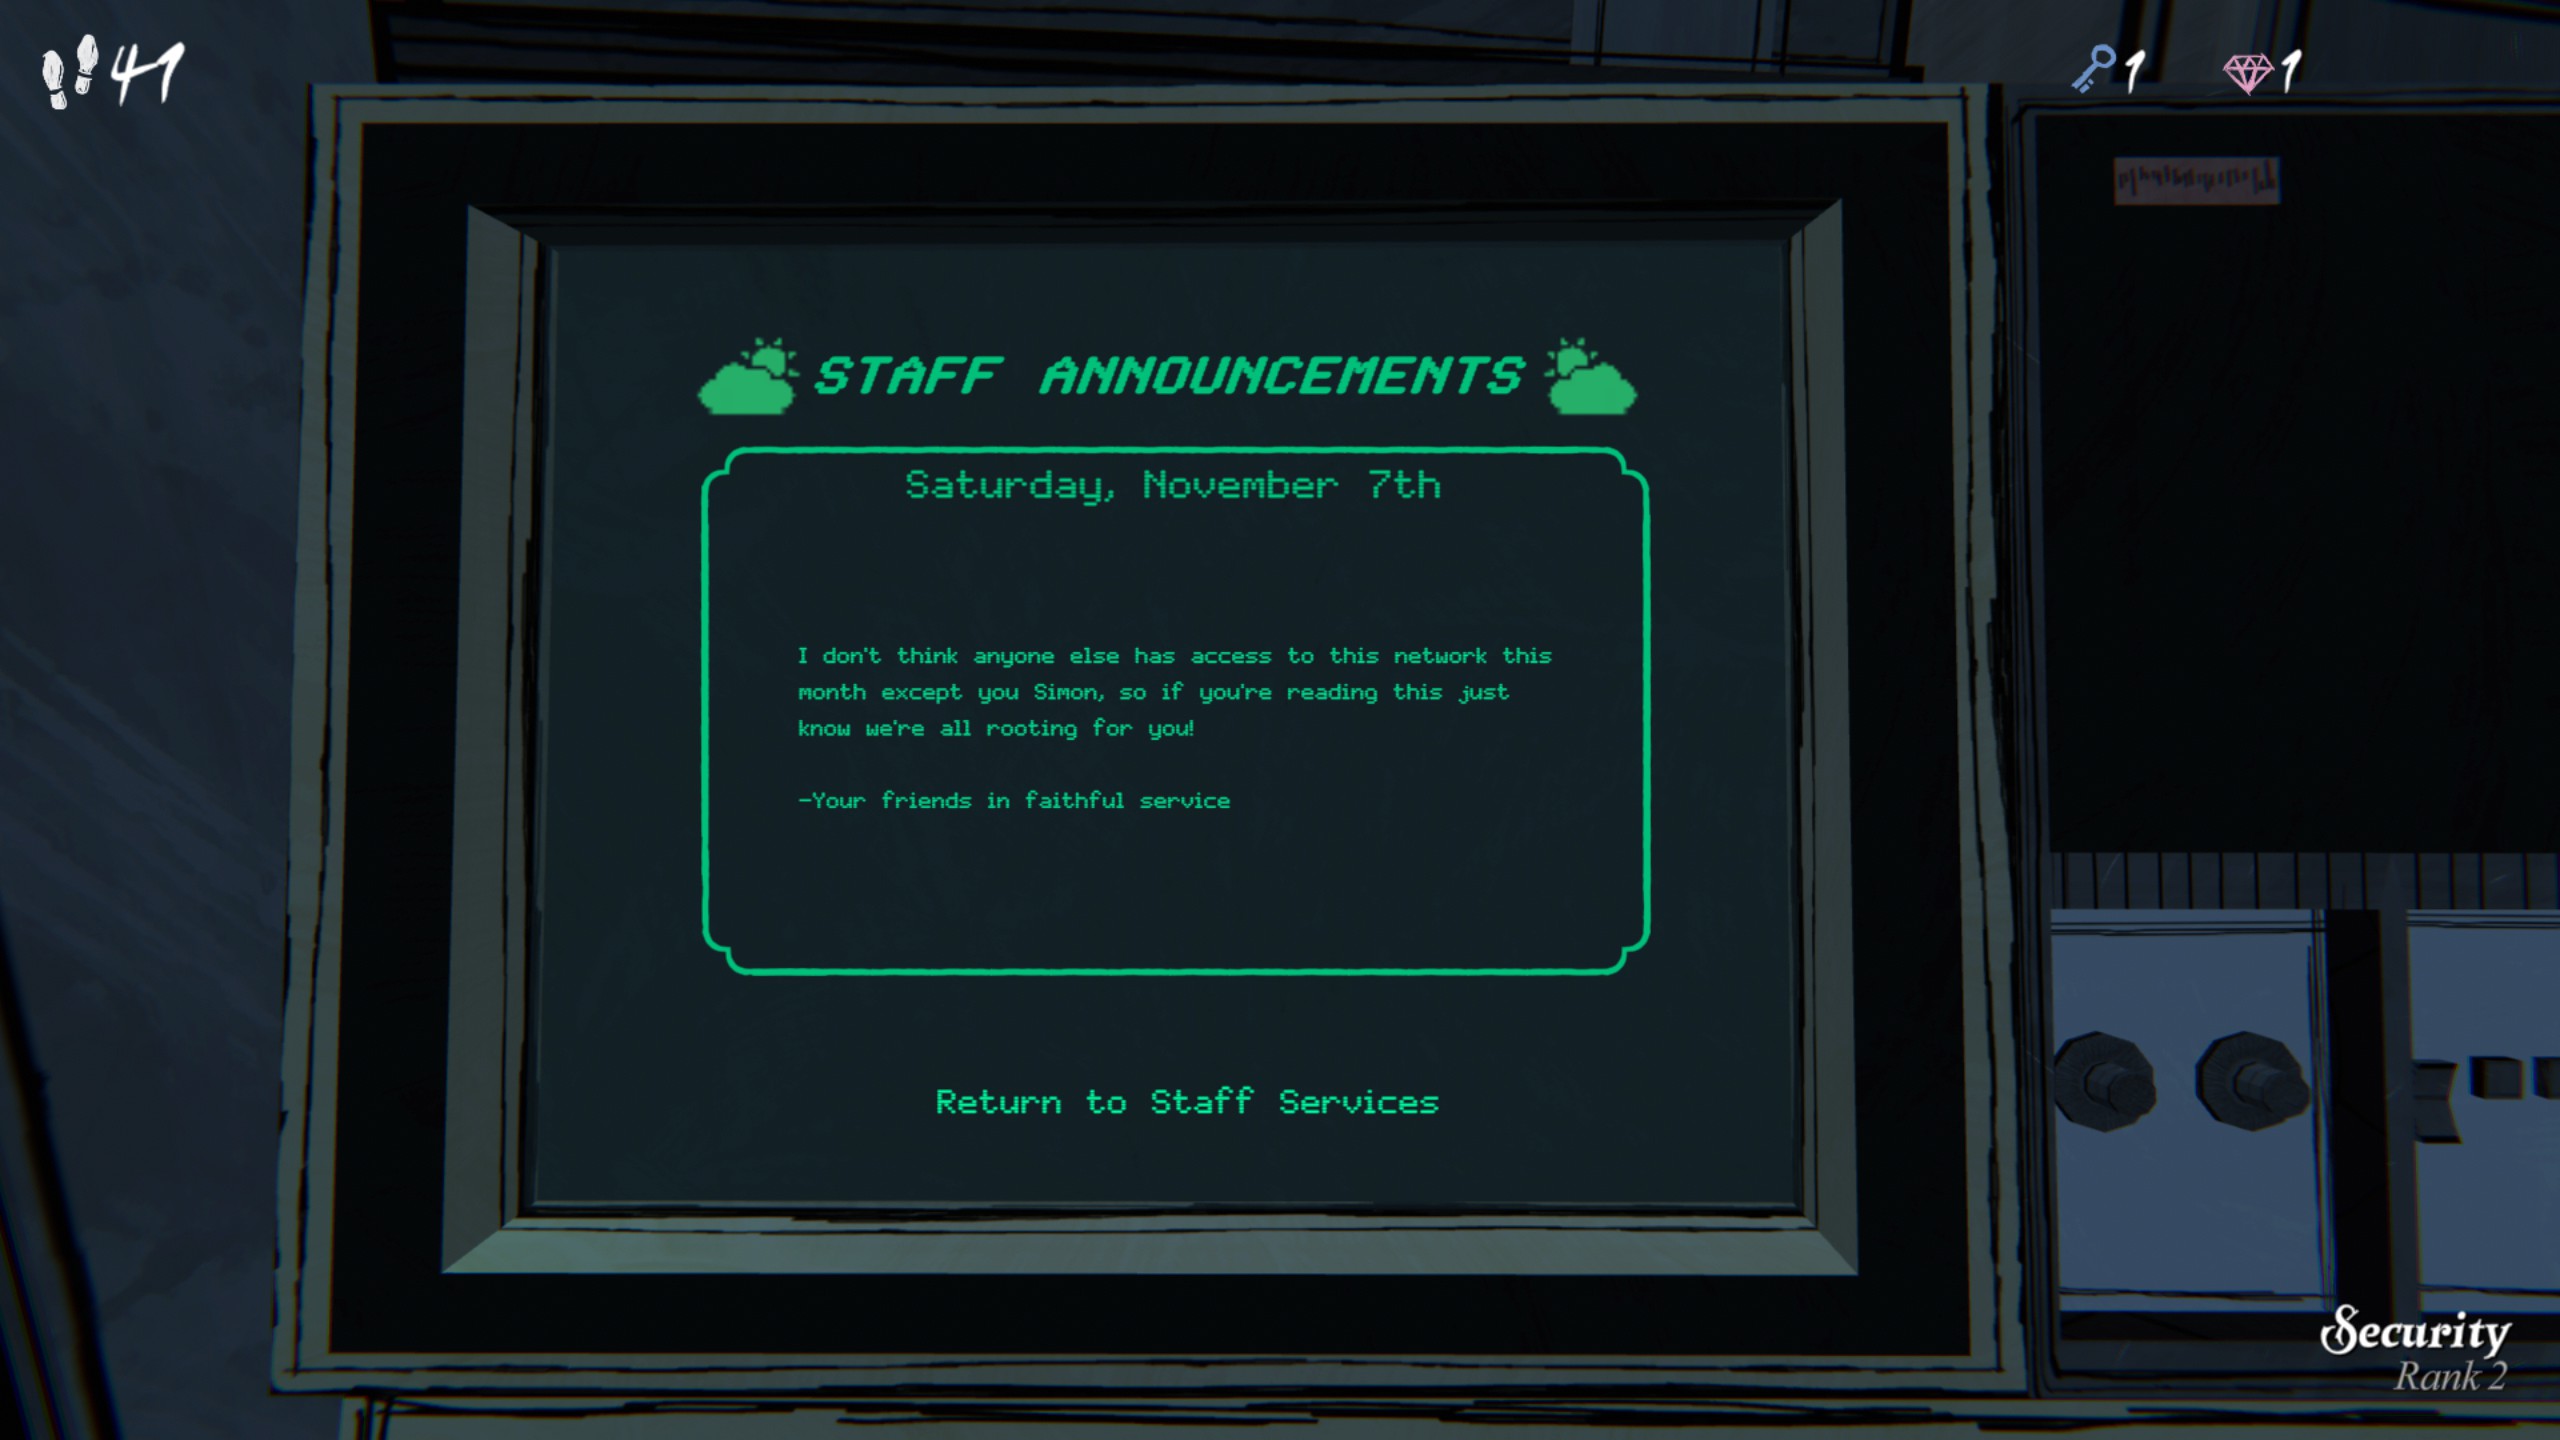 41
1
1
STAFF ANNOUNCEMENTS
Saturday, November 7th
I don't think anyone else has access to this network this
month except you Simon, so if you're reading this just
know we're all rooting for you!
-Your friends in faithful service
Return to Staff Services
Security
Rank 2